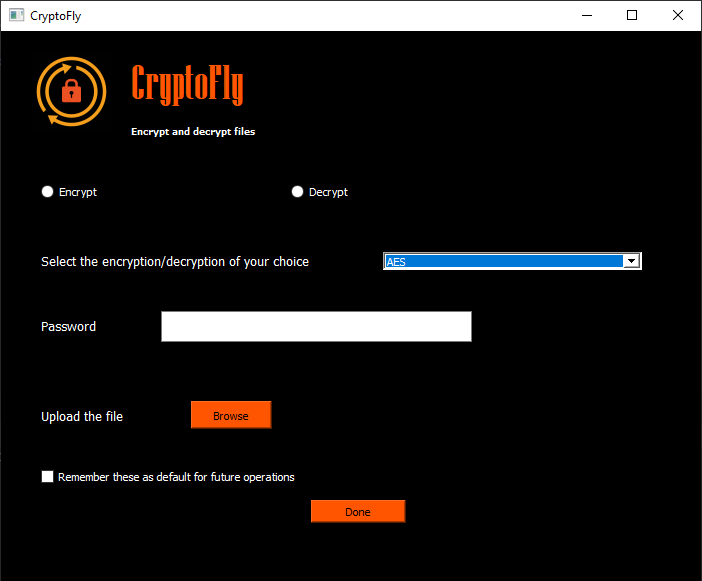 CryptoFly
CryptoFly
Encrypt and decrypt files
Encrypt
Decrypt
Select the encryption/decryption of your choice
AES
Password
Upload the file
Browse
Remember these as default for future operations
Done